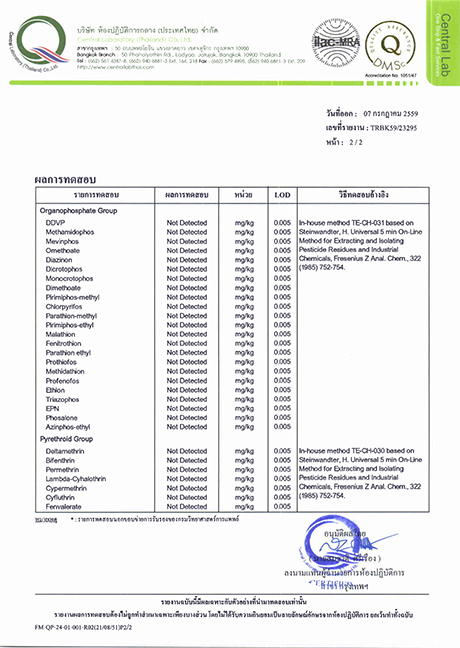 บริษัท ห้องปฏิบัติการกลาง (ประเทศไทย) จำกัด
Central Laboratory (Thailand) Co.,Ltd.
สาขากรุงเทพฯ : 50 ถนนพหลโยธิน แขวงลาดยาว เขตจตุจักร กรุงเทพฯ 10900
Bangkok Branch : 50 Phaholyothin Rd., Ladyao, Jatujak, Bangkok 10900 Thailand
http://www.centrallabthai.com
Central Laboratory (Thailand) Co.,Ltd.
ilac-MRA
QUALITY ASSURANCE
Q
DMSc
Accreditation No. 1051/47
Central Lab
วันที่ออก : 07 กรกฎาคม 2559
เลขที่รายงาน : TRBK59/23295
หน้า : 2 / 2
ผลการทดสอบ
รายการทดสอบ ผลการทดสอบ หน่วย LOD วิธีทดสอบอ้างอิง
Organophosphate Group
DDVP Not Detected mg/kg 0.005 In-house method TE-CH-031 based on
Methamidophos Not Detected mg/kg 0.005 Steinwandter, H. Universal 5 min On-Line
Mevinphos Not Detected mg/kg 0.005 Method for Extracting and Isolating
Omethoate Not Detected mg/kg 0.005 Pesticide Residues and Industrial
Diazinon Not Detected mg/kg 0.005 Chemicals, Fresenius Z Anal. Chem., 322
Dicrotophos Not Detected mg/kg 0.005 (1985) 752-754.
Monocrotophos Not Detected mg/kg 0.005
Dimethoate Not Detected mg/kg 0.005
Pirimiphos-methyl Not Detected mg/kg 0.005
Chlorpyrifos Not Detected mg/kg 0.005
Parathion-methyl Not Detected mg/kg 0.005
Pirimiphos-ethyl Not Detected mg/kg 0.005
Malathion Not Detected mg/kg 0.005
Fenitrothion Not Detected mg/kg 0.005
Parathion ethyl Not Detected mg/kg 0.005
Prothiofos Not Detected mg/kg 0.005
Methidathion Not Detected mg/kg 0.005
Profenofos Not Detected mg/kg 0.005
Ethion Not Detected mg/kg 0.005
Triazophos Not Detected mg/kg 0.005
EPN Not Detected mg/kg 0.005
Phosalone Not Detected mg/kg 0.005
Azinphos-ethyl Not Detected mg/kg 0.005
Pyrethroid Group
Deltamethrin Not Detected mg/kg 0.005 In-house method TE-CH-030 based on
Bifenthrin Not Detected mg/kg 0.005 Steinwandter, H. Universal 5 min On-Line
Permethrin Not Detected mg/kg 0.005 Method for Extracting and Isolating
Lambda-Cyhalothrin Not Detected mg/kg 0.005 Pesticide Residues and Industrial
Cypermethrin Not Detected mg/kg 0.005 Chemicals, Fresenius Z Anal. Chem., 322
Cyfluthrin Not Detected mg/kg 0.005 (1985) 752-754.
Fenvalerate Not Detected mg/kg 0.005
หมายเหตุ * : รายการทดสอบนอกขอบข่ายการรับรองของกรมวิทยาศาสตร์การแพทย์
อนุมัติผลโดย
ลงนามแทนผู้อำนวยการห้องปฏิบัติการ
สาขากรุงเทพฯ
รายงานฉบับนี้มีผลเฉพาะกับตัวอย่างที่นำมาทดสอบเท่านั้น
รายงานผลการทดสอบต้องไม่ถูกทำสำเนาเฉพาะเพียงบางส่วน โดยไม่ได้รับความยินยอมเป็นลายลักษณ์อักษรจากห้องปฏิบัติการ ยกเว้นทำทั้งฉบับ
FM-QP-24-01-001-R02(21/08/51)P2/2